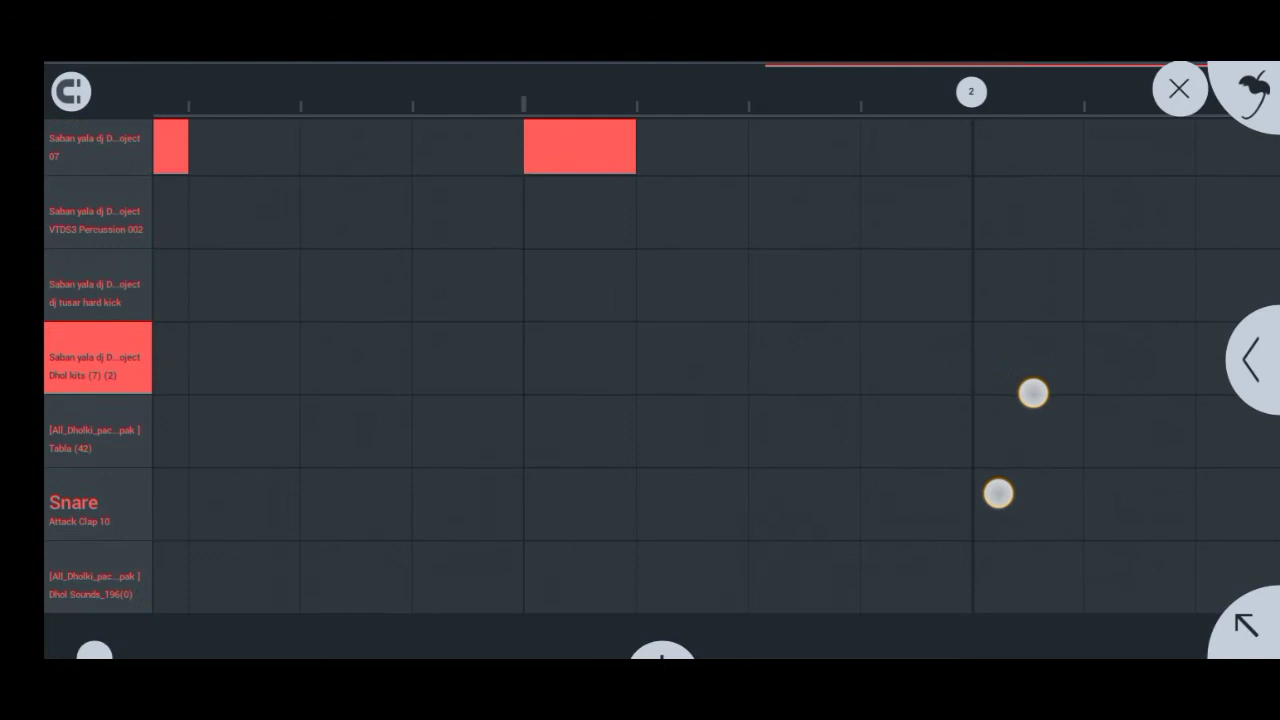 2
Saban yala dj D...oject
07
Saban yala dj D...oject
VTDS3 Percussion 002
Saban yala dj D...oject
dj tusar hard kick
Saban yala dj D...oject
Dhol kits (7) (2)
[All_Dholki_pac...pak ]
Tabla (42)
Snare
Attack Clap 10
[All_Dholki_pac...pak ]
Dhol Sounds_196(0)